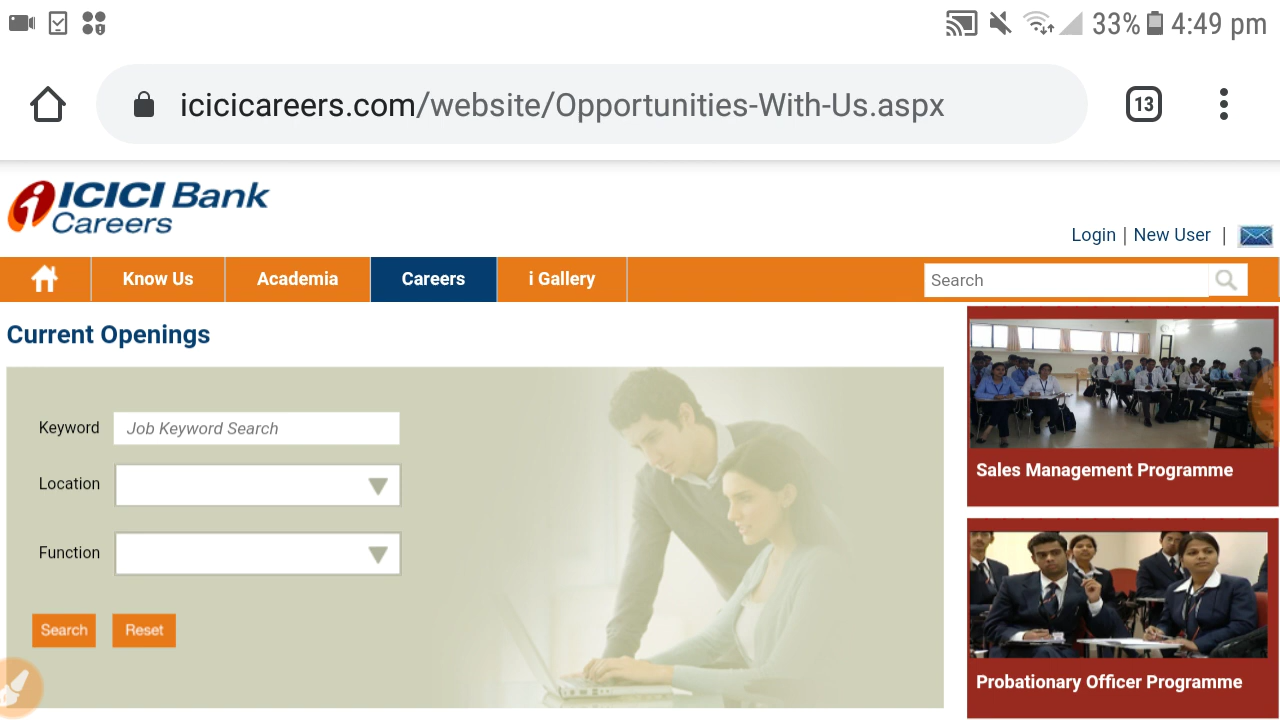 33% 4:49 pm
icicicareers.com/website/Opportunities-With-Us.aspx
13
ICICI Bank
Careers
Login | New User |
Know Us Academia Careers i Gallery Search
Current Openings
Keyword Job Keyword Search
Location
Function
Search Reset
Sales Management Programme
Probationary Officer Programme